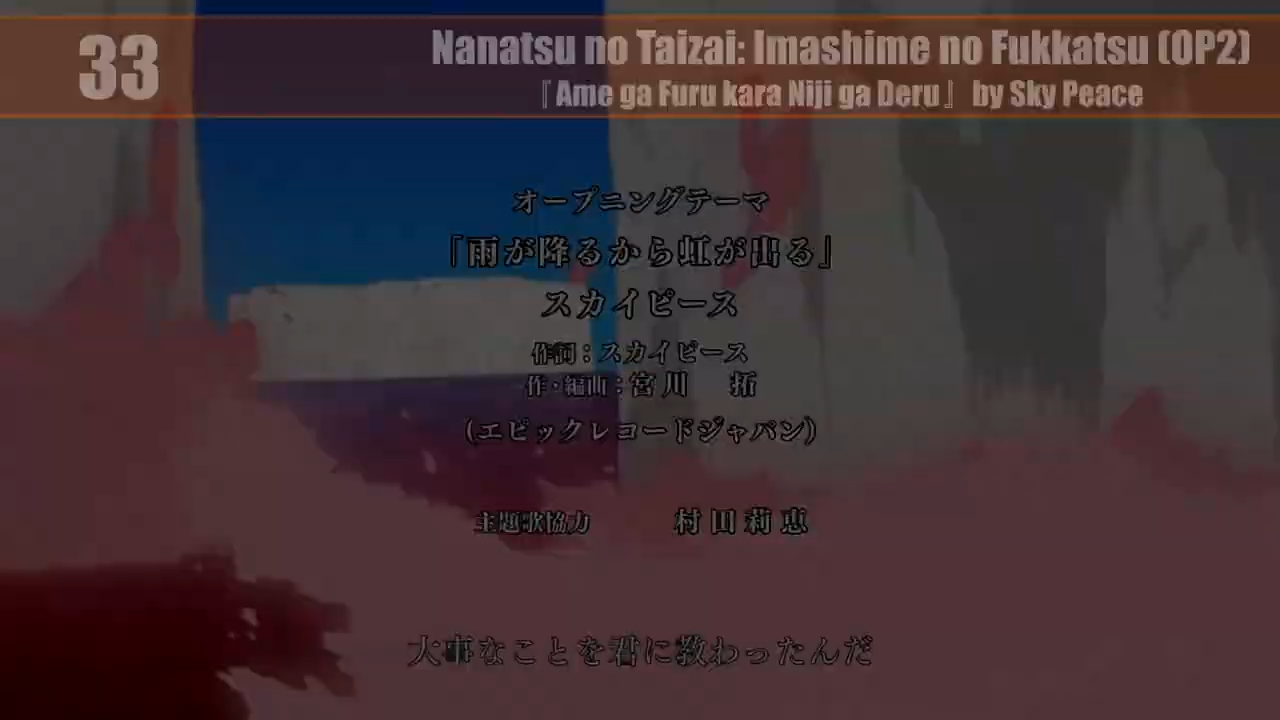 33
Nanatsu no Taizai: Imashime no Fukkatsu (OP2)
『Ame ga Furu kara Niji ga Deru』 by Sky Peace
オープニングテーマ
「雨が降るから虹が出る」
スカイピース
作詞：スカイピース
作・編曲：宮川　拓
(エピックレコードジャパン)
主題歌協力　村田莉恵
大事なことを君に教わったんだ